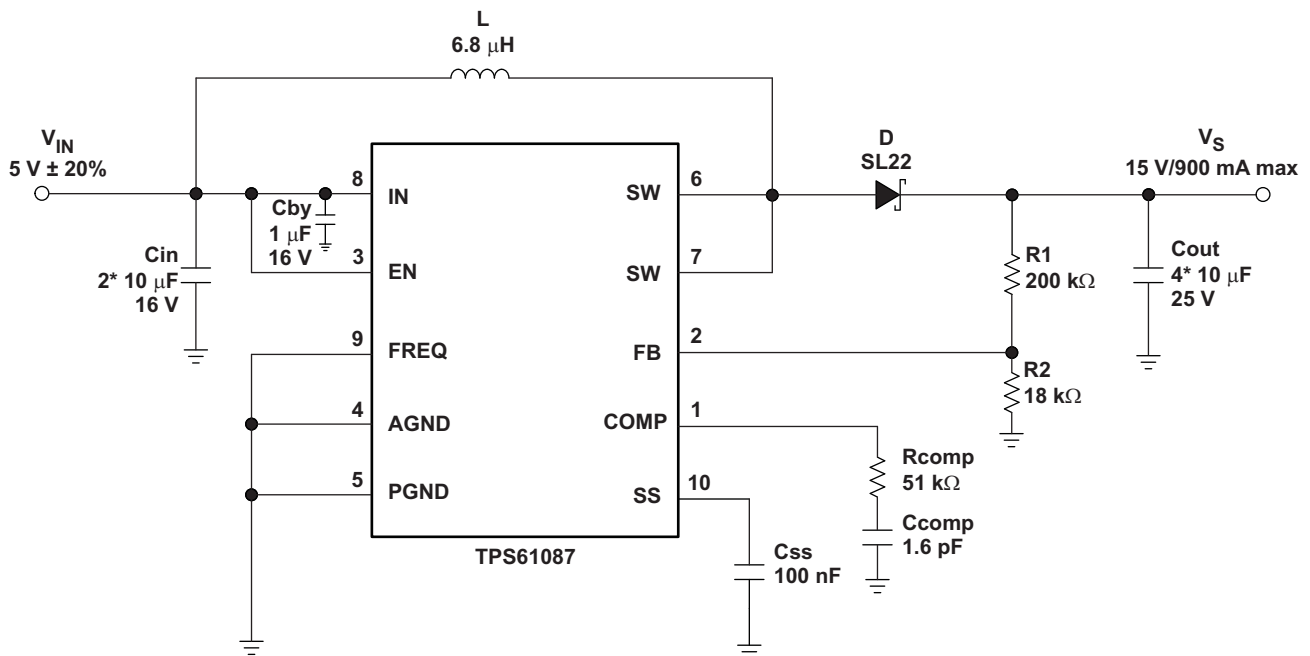 L
6.8 μH
V_IN
5 V ± 20%
D
SL22
V_S
15 V/900 mA max
8
IN
SW
6
Cby
1 μF
16 V
Cin
2* 10 μF
16 V
3
EN
SW
7
R1
200 kΩ
Cout
4* 10 μF
25 V
9
FREQ
FB
2
R2
18 kΩ
4
AGND
COMP
1
Rcomp
51 kΩ
5
PGND
SS
10
Ccomp
1.6 pF
TPS61087
Css
100 nF